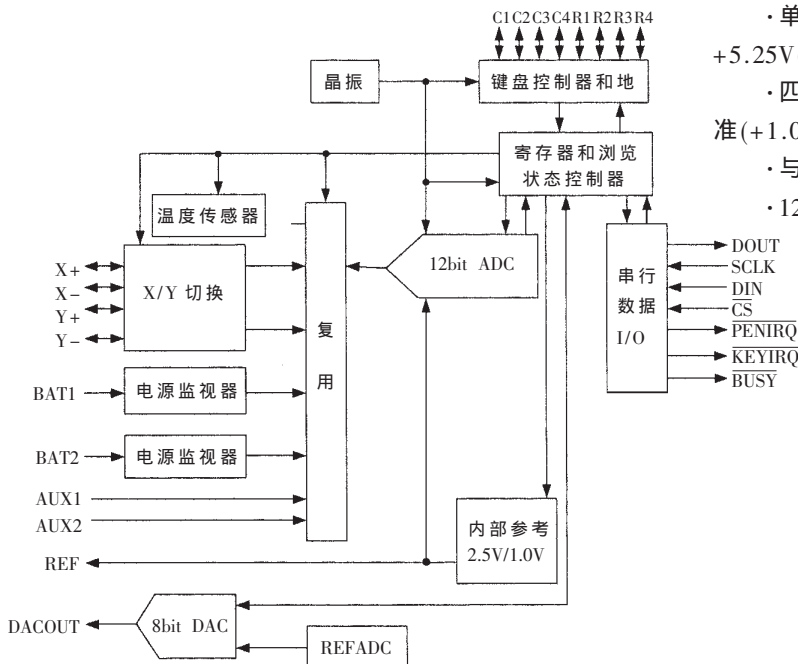 C1C2C3C4R1R2R3R4
晶振
键盘控制器和地
寄存器和浏览
状态控制器
温度传感器
12bit ADC
X+
X-
Y+
Y-
X/Y 切换
复
用
串行
数据
I/O
DOUT
SCLK
DIN
CS
PENIRQ
KEYIRQ
BUSY
BAT1
电源监视器
BAT2
电源监视器
AUX1
AUX2
REF
内部参考
2.5V/1.0V
DACOUT
8bit DAC
REFADC
·单
+5.25V
·四
准(+1.0
·与
·12